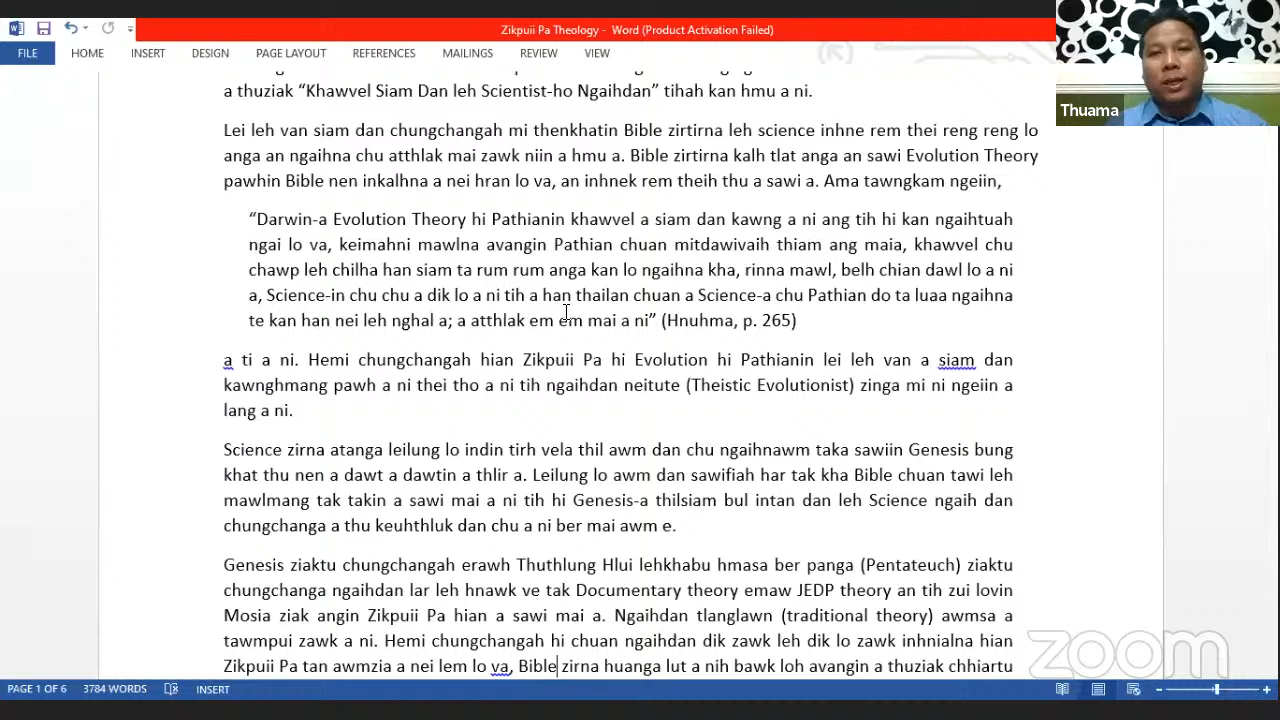 Zikpuii Pa Theology - Word (Product Activation Failed)
FILE HOME INSERT DESIGN PAGE LAYOUT REFERENCES MAILINGS REVIEW VIEW
Thuama
a thuziak “Khawvel Siam Dan leh Scientist-ho Ngaihdan” tihah kan hmu a ni.
Lei leh van siam dan chungchangah mi thenkhatin Bible zirtirna leh science inhne rem thei reng reng lo
anga an ngaihna chu atthlak mai zawk niin a hmu a. Bible zirtirna kalh tlat anga an sawi Evolution Theory
pawhin Bible nen inkalhna a nei hran lo va, an inhnek rem theih thu a sawi a. Ama tawngkam ngeiin,
“Darwin-a Evolution Theory hi Pathianin khawvel a siam dan kawng a ni ang tih hi kan ngaihtuah
ngai lo va, keimahni mawlna avangin Pathian chuan mitdawivaih thiam ang maia, khawvel chu
chawp leh chilha han siam ta rum rum anga kan lo ngaihna kha, rinna mawl, belh chian dawl lo a ni
a, Science-in chu chu a dik lo a ni tih a han thailan chuan a Science-a chu Pathian do ta luaa ngaihna
te kan han nei leh nghal a; a atthlak em em mai a ni” (Hnuhma, p. 265)
a ti a ni. Hemi chungchangah hian Zikpuii Pa hi Evolution hi Pathianin lei leh van a siam dan
kawnghmang pawh a ni thei tho a ni tih ngaihdan neitute (Theistic Evolutionist) zinga mi ni ngeiin a
lang a ni.
Science zirna atanga leilung lo indin tirh vela thil awm dan chu ngaihnawm taka sawiin Genesis bung
khat thu nen a dawt a dawtin a thlir a. Leilung lo awm dan sawifiah har tak kha Bible chuan tawi leh
mawlmang tak takin a sawi mai a ni tih hi Genesis-a thilsiam bul intan dan leh Science ngaih dan
chungchanga a thu keuhthluk dan chu a ni ber mai awm e.
Genesis ziaktu chungchangah erawh Thuthlung Hlui lehkhabu hmasa ber panga (Pentateuch) ziaktu
chungchanga ngaihdan lar leh hnawk ve tak Documentary theory emaw JEDP theory an tih zui lovin
Mosia ziak angin Zikpuii Pa hian a sawi mai a. Ngaihdan tlanglawn (traditional theory) awmsa a
tawmpui zawk a ni. Hemi chungchangah hi chuan ngaihdan dik zawk leh dik lo zawk inhnialna hian
Zikpuii Pa tan awmzia a nei lem lo va, Bible zirna huanga lut a nih bawk loh avangin a thuziak chhiartu
zoom
PAGE 1 OF 6 3784 WORDS INSERT